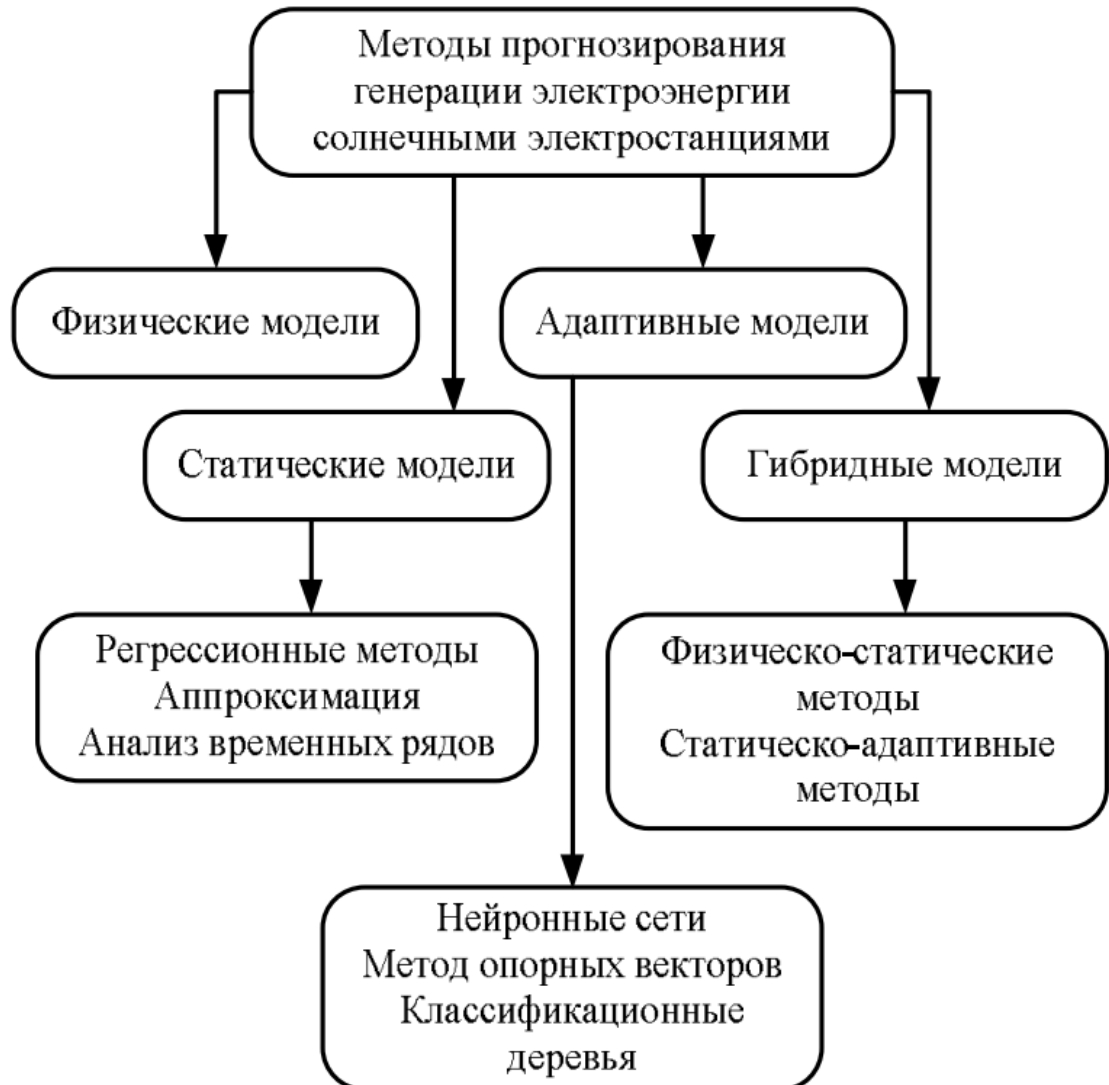 Методы прогнозирования
генерации электроэнергии
солнечными электростанциями
Физические модели
Адаптивные модели
Статические модели
Гибридные модели
Регрессионные методы
Аппроксимация
Анализ временных рядов
Физическо-статические
методы
Статическо-адаптивные
методы
Нейронные сети
Метод опорных векторов
Классификационные
деревья